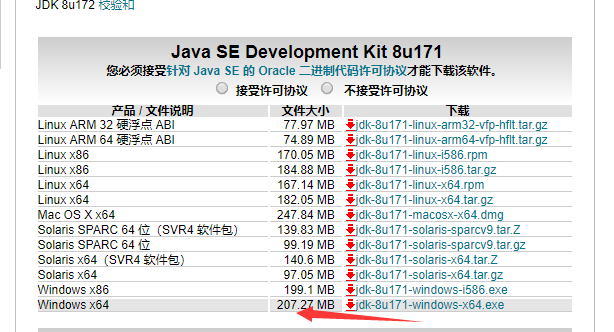 JDK 8u172 校验和
Java SE Development Kit 8u171
您必须接受针对 Java SE 的 Oracle 二进制代码许可协议才能下载该软件。
接受许可协议 不接受许可协议
产品 / 文件说明 文件大小 下载
Linux ARM 32 硬浮点 ABI 77.97 MB jdk-8u171-linux-arm32-vfp-hflt.tar.gz
Linux ARM 64 硬浮点 ABI 74.89 MB jdk-8u171-linux-arm64-vfp-hflt.tar.gz
Linux x86 170.05 MB jdk-8u171-linux-i586.rpm
Linux x86 184.88 MB jdk-8u171-linux-i586.tar.gz
Linux x64 167.14 MB jdk-8u171-linux-x64.rpm
Linux x64 182.05 MB jdk-8u171-linux-x64.tar.gz
Mac OS X x64 247.84 MB jdk-8u171-macosx-x64.dmg
Solaris SPARC 64 位（SVR4 软件包） 139.83 MB jdk-8u171-solaris-sparcv9.tar.Z
Solaris SPARC 64 位 99.19 MB jdk-8u171-solaris-sparcv9.tar.gz
Solaris x64（SVR4 软件包） 140.6 MB jdk-8u171-solaris-x64.tar.Z
Solaris x64 97.05 MB jdk-8u171-solaris-x64.tar.gz
Windows x86 199.1 MB jdk-8u171-windows-i586.exe
Windows x64 207.27 MB jdk-8u171-windows-x64.exe